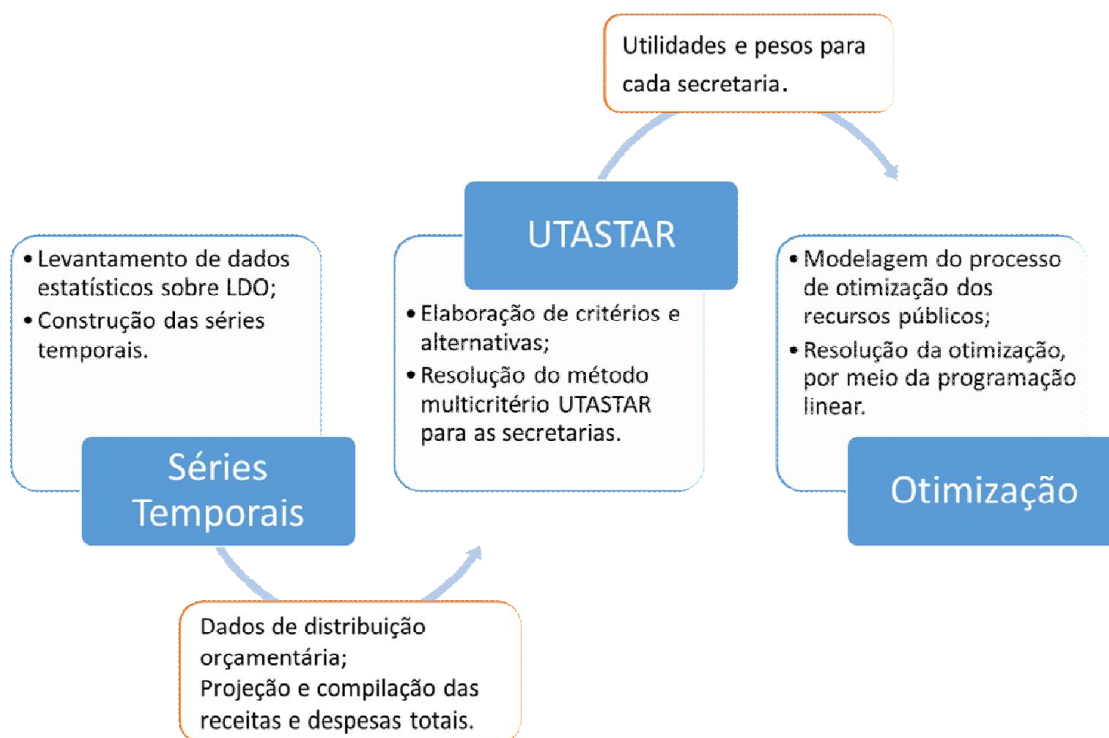 Utilidades e pesos para
cada secretaria.
UTASTAR
• Levantamento de dados
estatísticos sobre LDO;
• Construção das séries
temporais.
Séries
Temporais
• Elaboração de critérios e
alternativas;
• Resolução do método
multicritério UTASTAR
para as secretarias.
• Modelagem do processo
de otimização dos
recursos públicos;
• Resolução da otimização,
por meio da programação
linear.
Otimização
Dados de distribuição
orçamentária;
Projeção e compilação das
receitas e despesas totais.